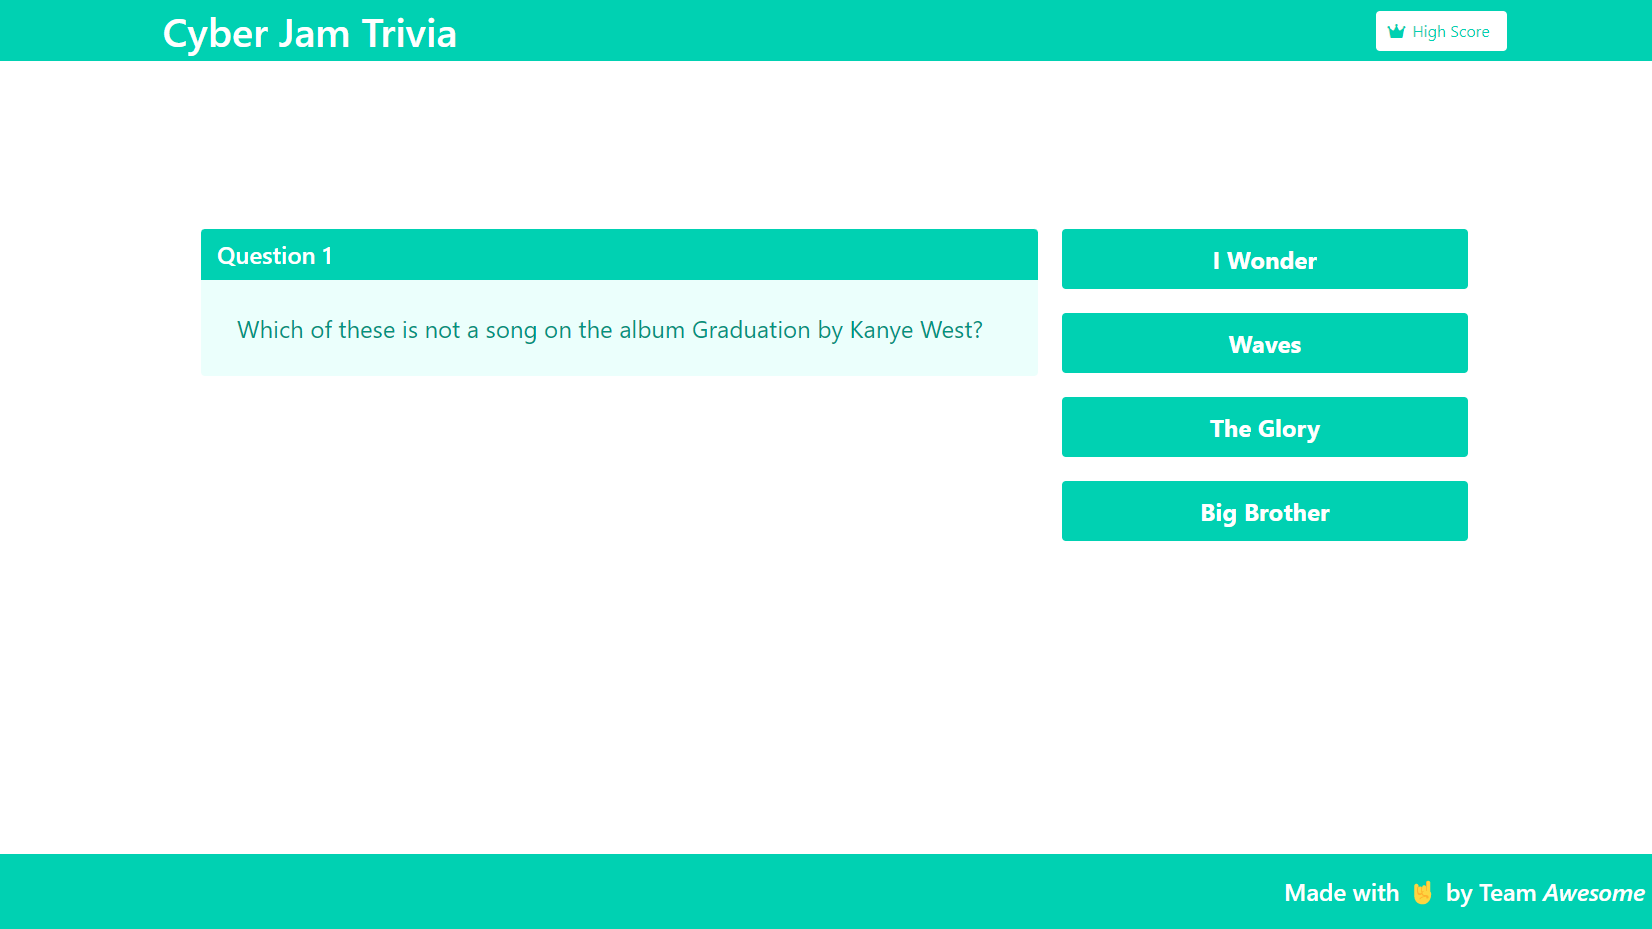 Cyber Jam Trivia
High Score
Question 1
Which of these is not a song on the album Graduation by Kanye West?
I Wonder
Waves
The Glory
Big Brother
Made with 🤘 by Team Awesome